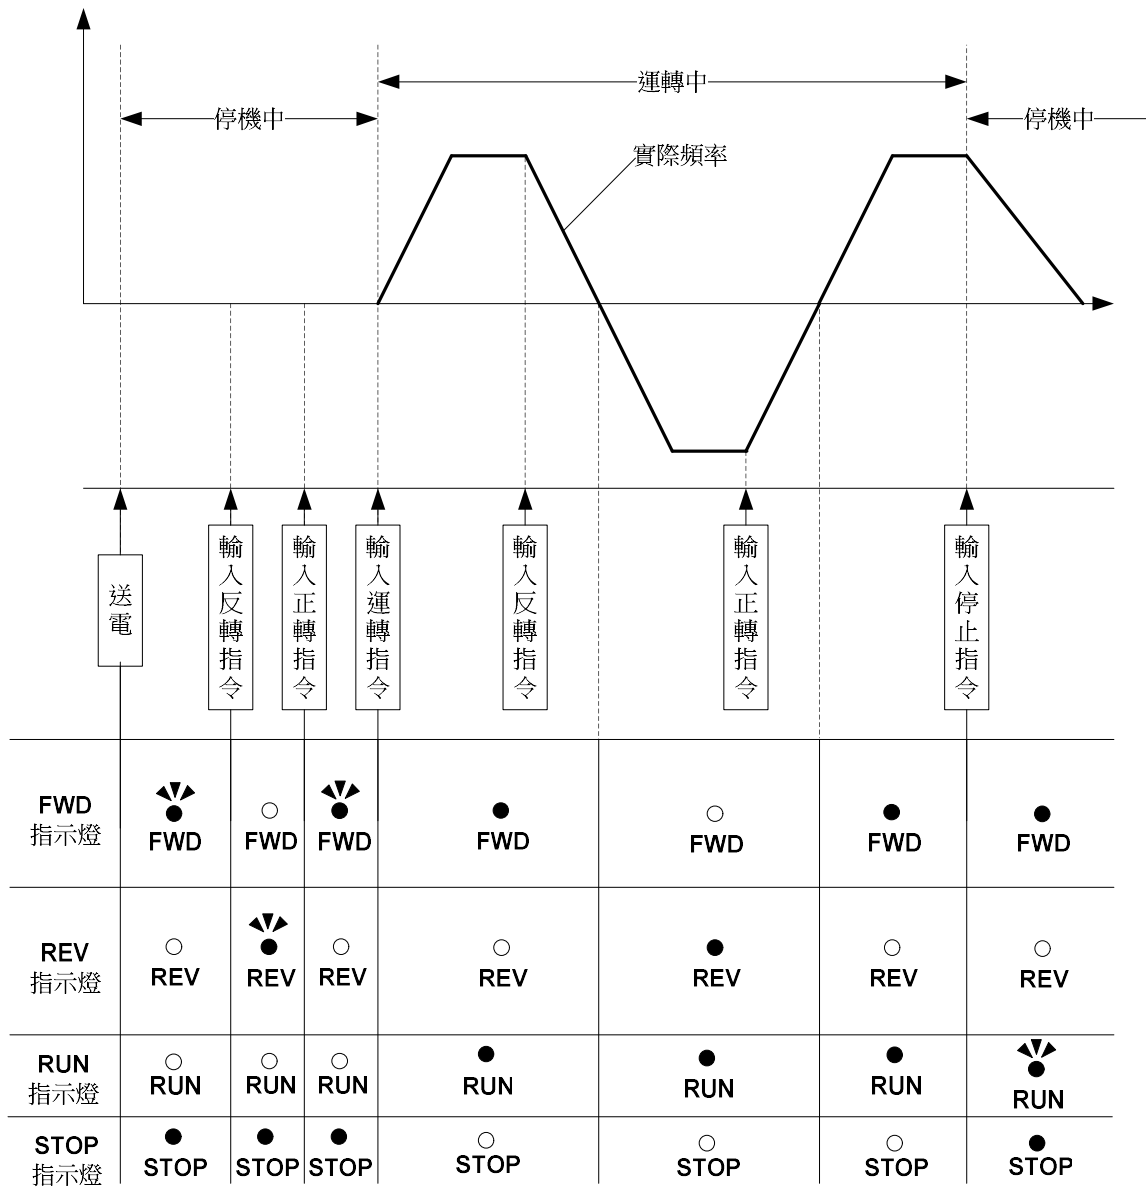 運轉中
停機中
停機中
實際頻率
送電
輸入反轉指令
輸入正轉指令
輸入運轉指令
輸入反轉指令
輸入正轉指令
輸入停止指令
FWD
指示燈
FWD
FWD
FWD
FWD
FWD
FWD
FWD
REV
指示燈
REV
REV
REV
REV
REV
REV
REV
RUN
指示燈
RUN
RUN
RUN
RUN
RUN
RUN
RUN
STOP
指示燈
STOP
STOP
STOP
STOP
STOP
STOP
STOP